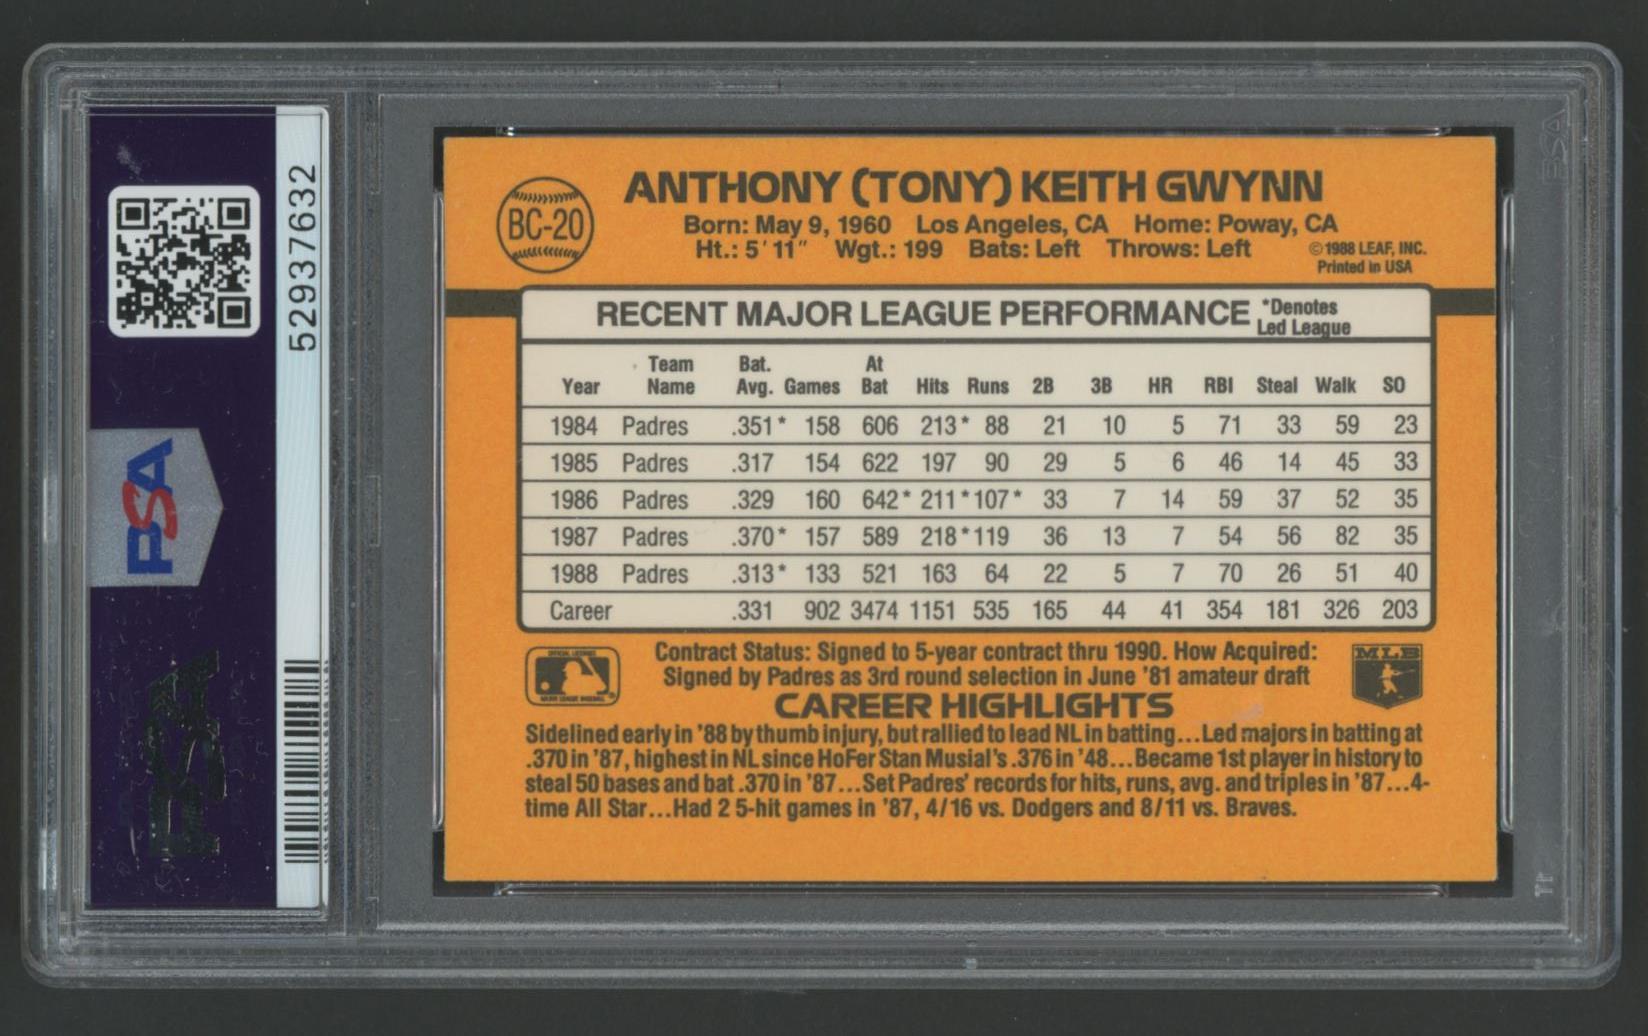 52937632
PSA
BC-20
ANTHONY (TONY) KEITH GWYNN
Born: May 9, 1960 Los Angeles, CA Home: Poway, CA
Ht.: 5' 11" Wgt.: 199 Bats: Left Throws: Left
©1988 LEAF, INC.
Printed in USA
RECENT MAJOR LEAGUE PERFORMANCE *Denotes Led League
Year Team Name Bat. Avg. Games At Bat Hits Runs 2B 3B HR RBI Steal Walk SO
1984 Padres .351* 158 606 213* 88 21 10 5 71 33 59 23
1985 Padres .317 154 622 197 90 29 5 6 46 14 45 33
1986 Padres .329 160 642* 211* 107* 33 7 14 59 37 52 35
1987 Padres .370* 157 589 218* 119 36 13 7 54 56 82 35
1988 Padres .313* 133 521 163 64 22 5 7 70 26 51 40
Career .331 902 3474 1151 535 165 44 41 354 181 326 203
Contract Status: Signed to 5-year contract thru 1990. How Acquired:
Signed by Padres as 3rd round selection in June '81 amateur draft
MLB
CAREER HIGHLIGHTS
Sidelined early in '88 by thumb injury, but rallied to lead NL in batting...Led majors in batting at
.370 in '87, highest in NL since HoFer Stan Musial's .376 in '48...Became 1st player in history to
steal 50 bases and bat .370 in '87...Set Padres' records for hits, runs, avg. and triples in '87...4-
time All Star...Had 2 5-hit games in '87, 4/16 vs. Dodgers and 8/11 vs. Braves.